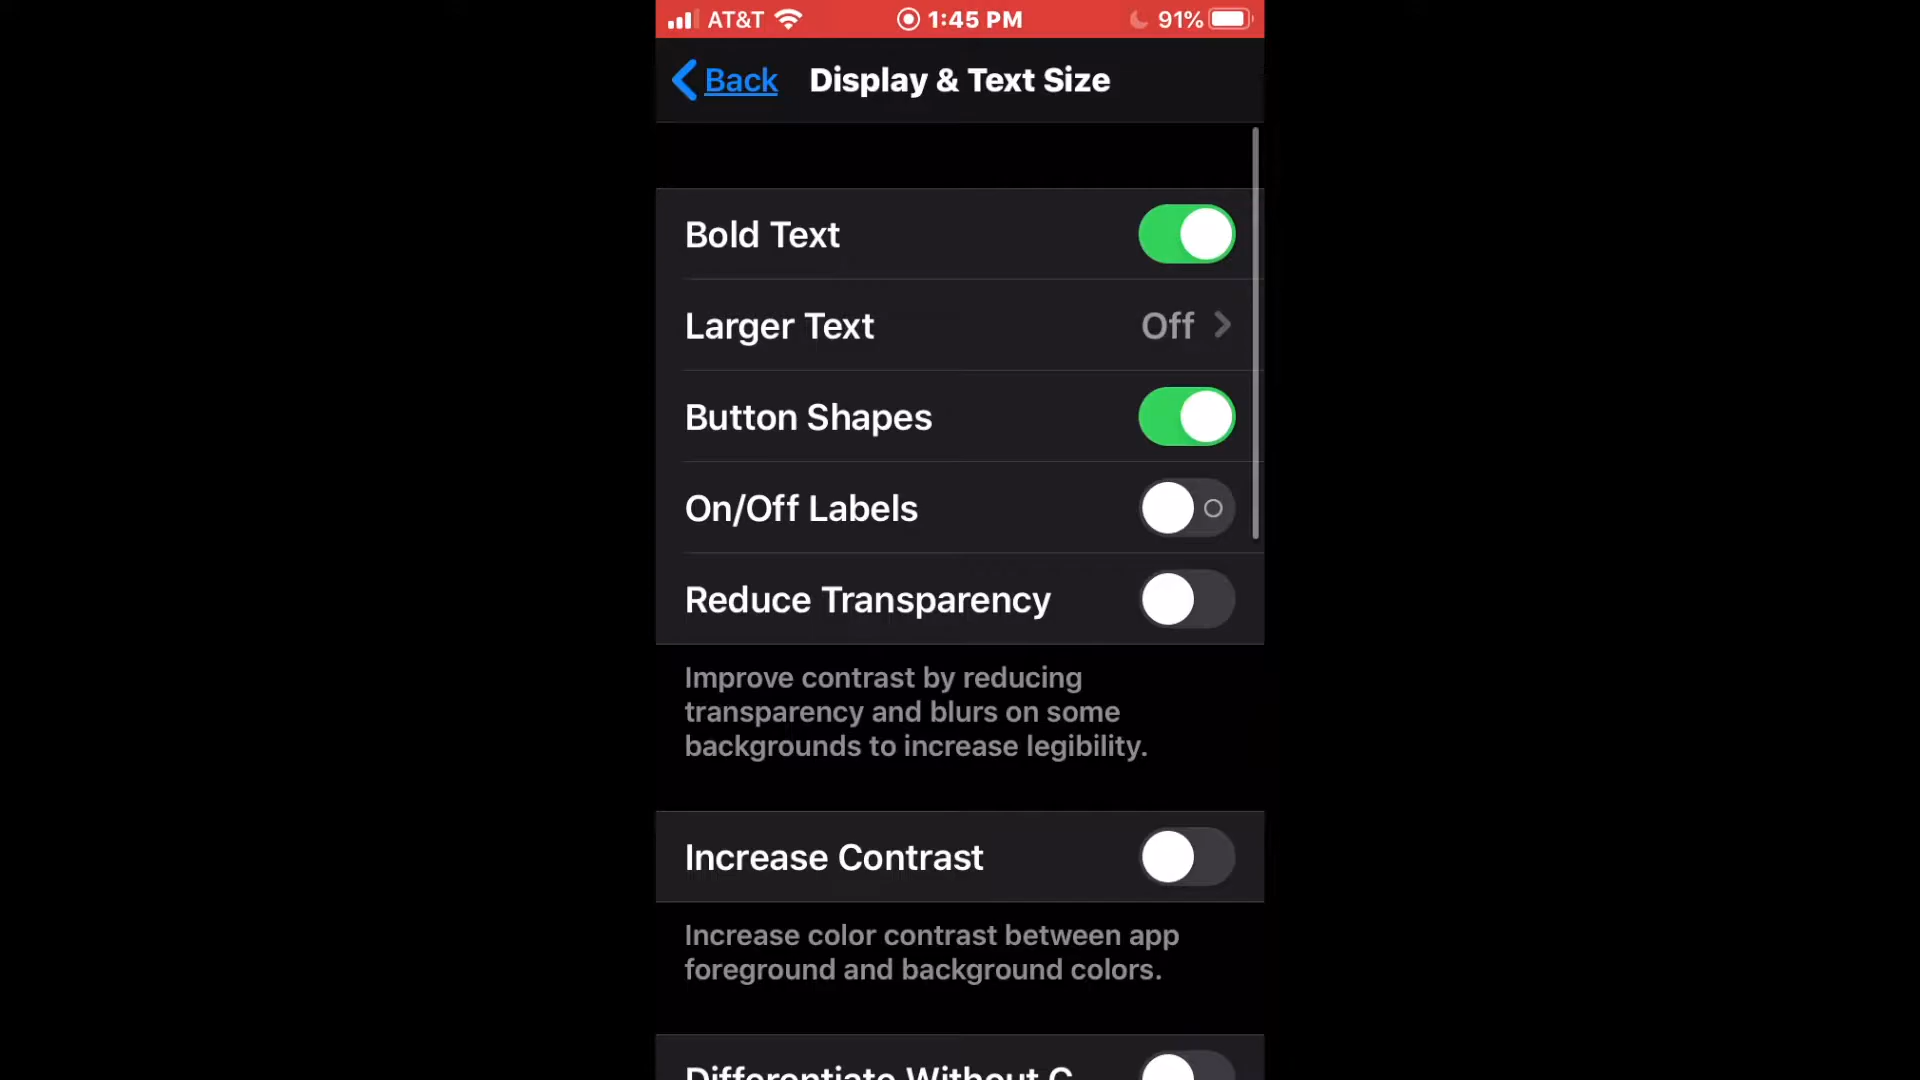 AT&T 1:45 PM 91%
Back Display & Text Size
Bold Text
Larger Text Off
Button Shapes
On/Off Labels
Reduce Transparency
Improve contrast by reducing
transparency and blurs on some
backgrounds to increase legibility.
Increase Contrast
Increase color contrast between app
foreground and background colors.
Differentiate Without C